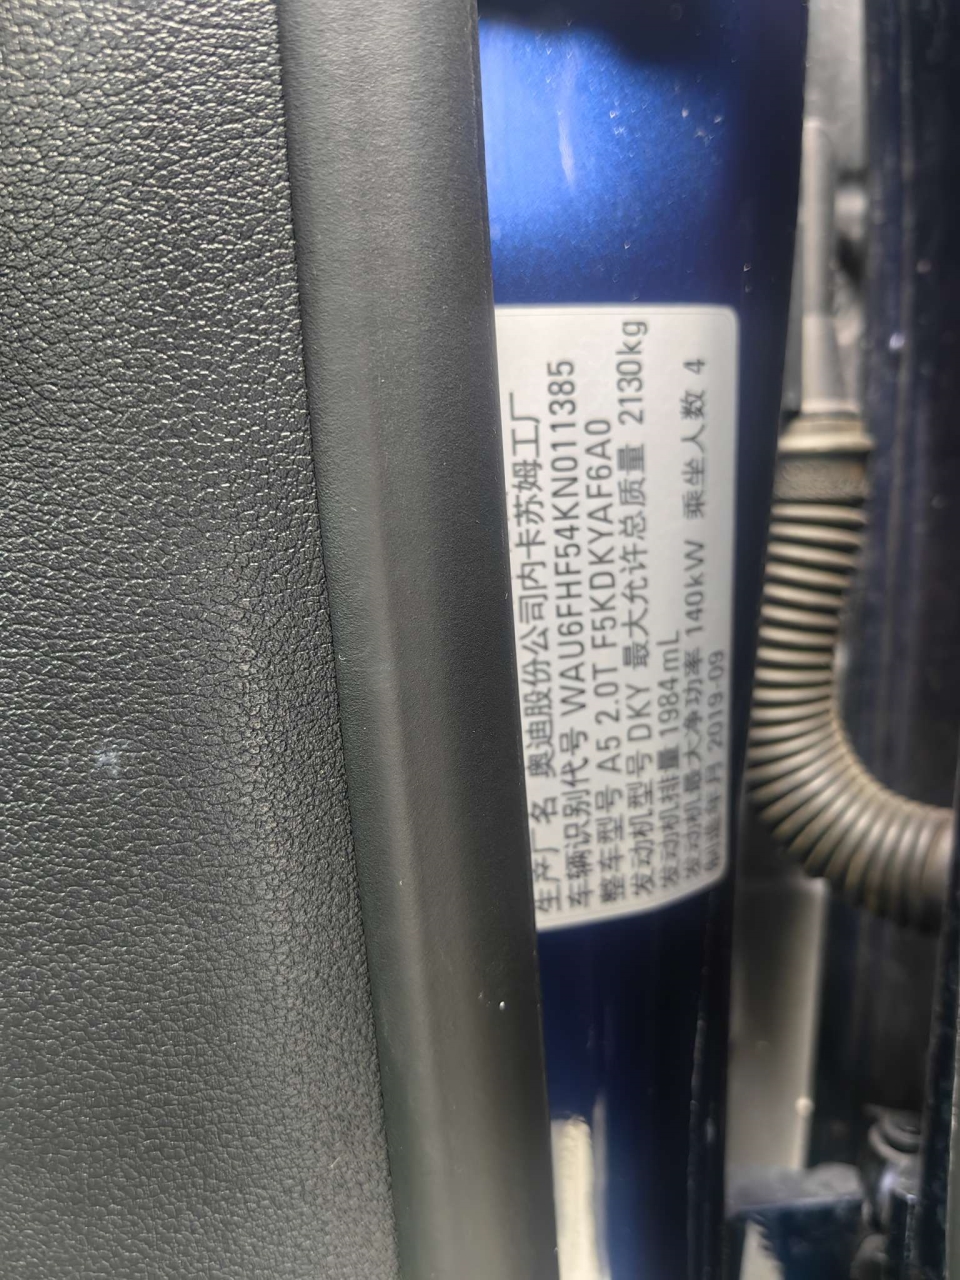 生产厂名 奥迪股份公司内卡苏姆工厂
车辆识别代号 WAU6FHF54KN011385
整车型号 A5 2.0T F5KDKYAF6A0
发动机型号 DKY 最大允许总质量 2130kg
发动机排量 1984mL
发动机最大净功率 140kW 乘坐人数 4
制造年月 2019 09